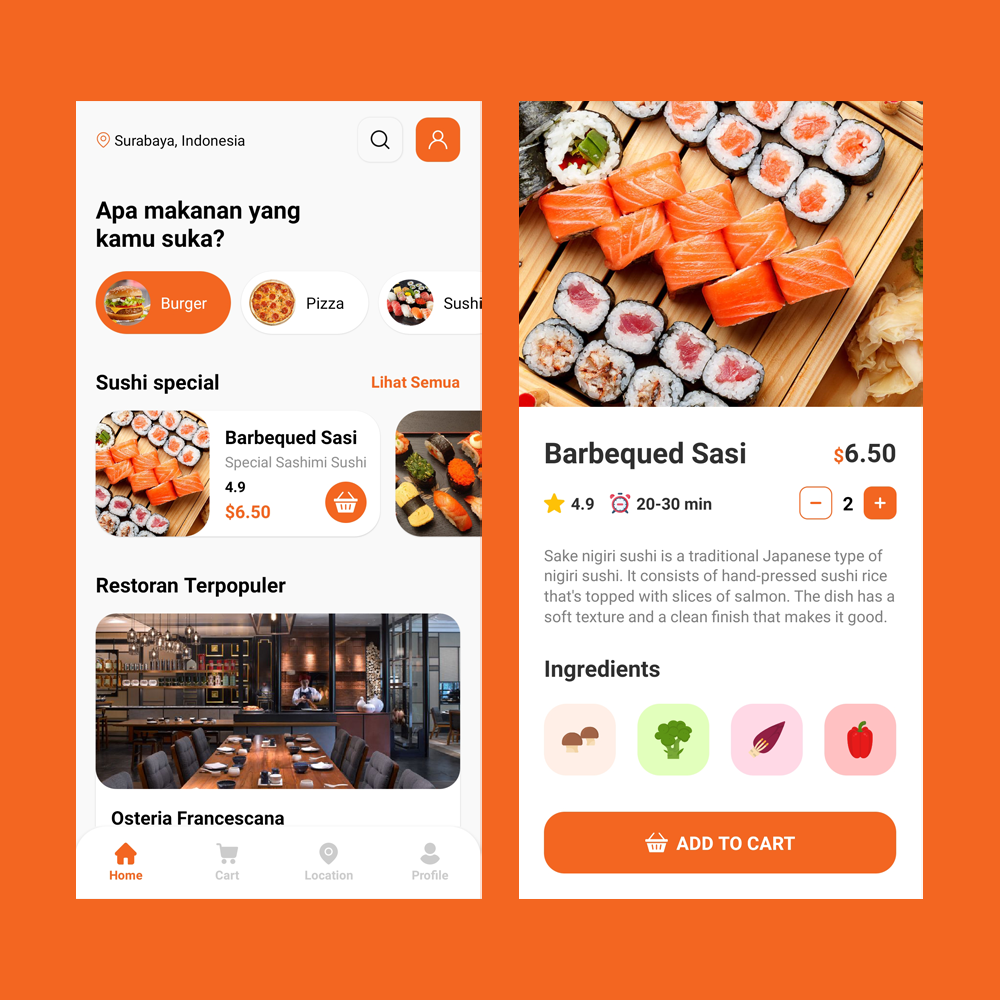 Surabaya, Indonesia
Apa makanan yang
kamu suka?
Burger
Pizza
Sushi
Sushi special
Lihat Semua
Barbequed Sasi
Special Sashimi Sushi
4.9
$6.50
Restoran Terpopuler
Osteria Francescana
Home
Cart
Location
Profile
Barbequed Sasi
$6.50
4.9
20-30 min
2
Sake nigiri sushi is a traditional Japanese type of
nigiri sushi. It consists of hand-pressed sushi rice
that's topped with slices of salmon. The dish has a
soft texture and a clean finish that makes it good.
Ingredients
ADD TO CART